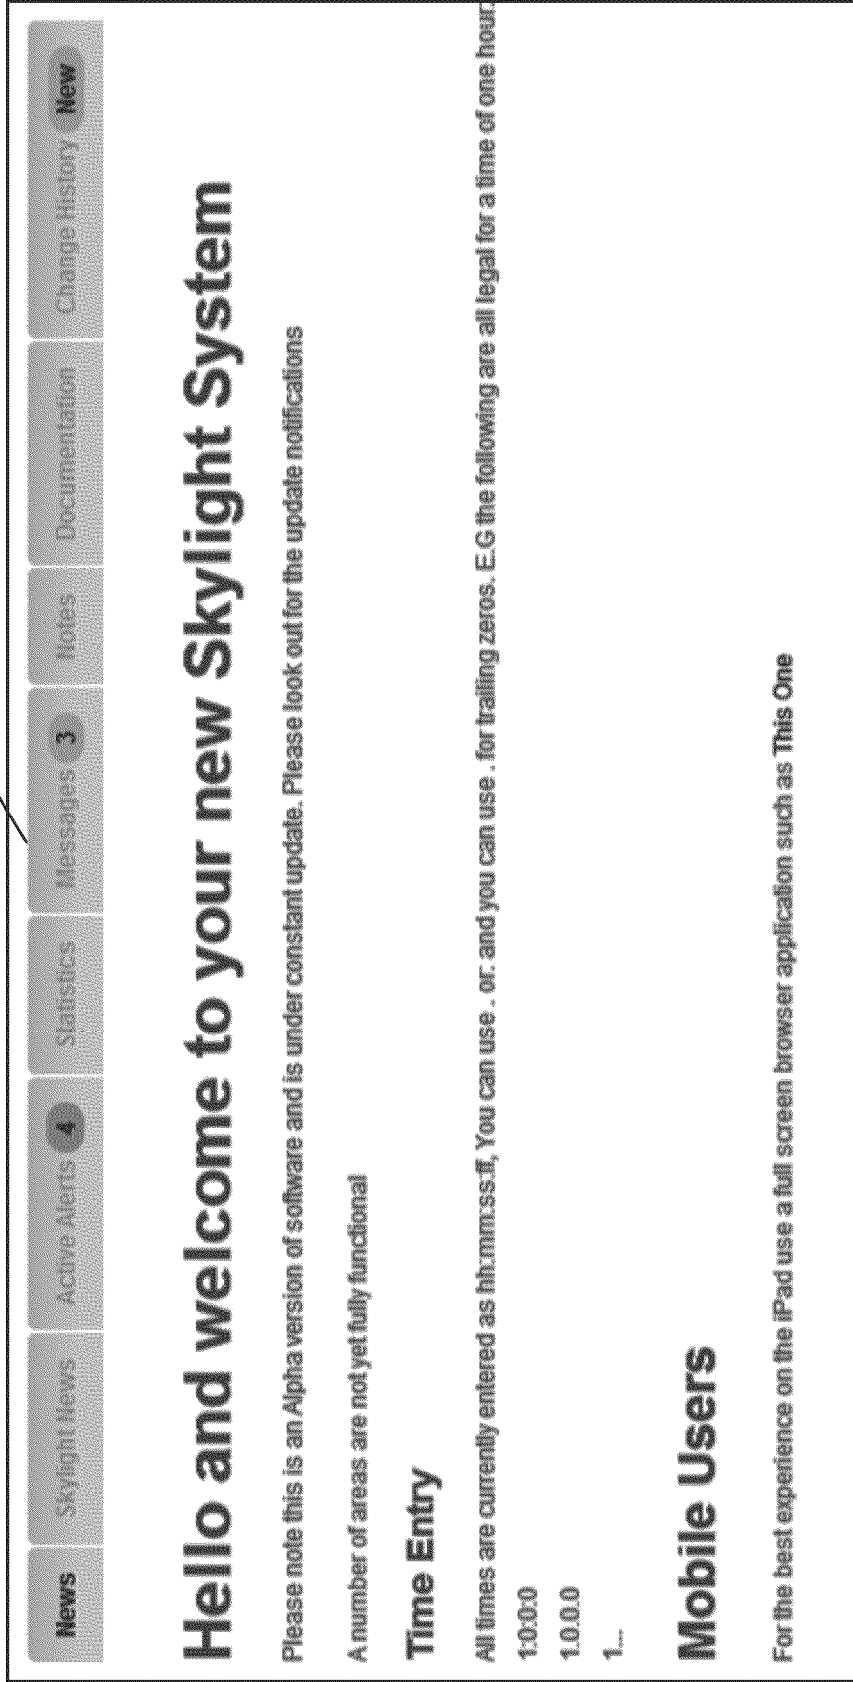 News Skylight News Active Alerts 4 Statistics Messages 3 Notes Documentation Change History New
Hello and welcome to your new Skylight System
Please note this is an Alpha version of software and is under constant update. Please look out for the update notifications
A number of areas are not yet fully functional
Time Entry
All times are currently entered as hh:mm:ss:ff, You can use . or: and you can use . for trailing zeros. E.G the following are all legal for a time of one hour:
1:0:0:0
1.0.0.0
1...
Mobile Users
For the best experience on the iPad use a full screen browser application such as This One